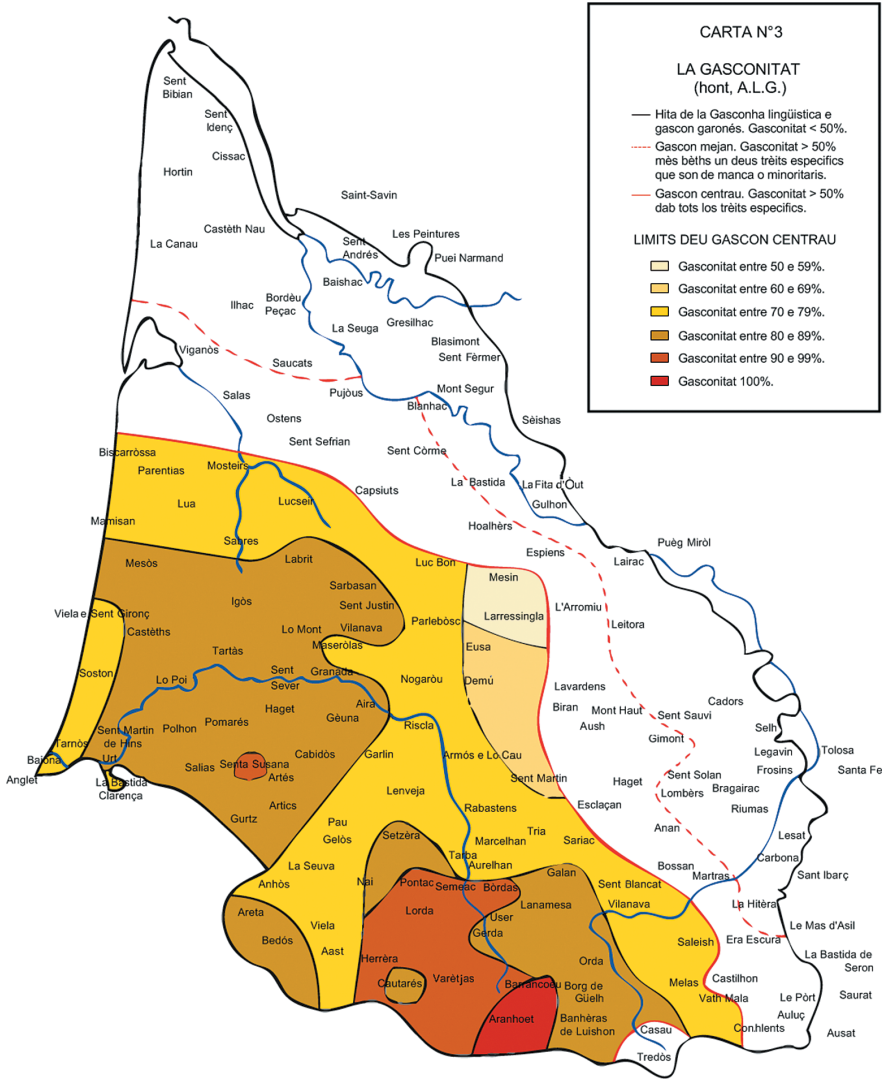 CARTA N°3
LA GASCONITAT
(hont, A.L.G.)
Hita de la Gasconha lingüistica e
gascon garonés. Gasconitat < 50%.
Gascon mejan. Gasconitat > 50%
mès bèths un deus trèits especifics
que son de manca o minoritaris.
Gascon centrau. Gasconitat > 50%
dab tots los trèits especifics.
LIMITS DEU GASCON CENTRAU
Gasconitat entre 50 e 59%.
Gasconitat entre 60 e 69%.
Gasconitat entre 70 e 79%.
Gasconitat entre 80 e 89%.
Gasconitat entre 90 e 99%.
Gasconitat 100%.
Sent
Bibian
Sent
Idenç
Cissac
Hortin
Saint-Savin
Castèth Nau
La Canau
Sent
Andrés
Les Peintures
Puei Narmand
Baishac
Ilhac
Bordèu
Peçac
La Seuga
Gresilhac
Blasimont
Sent Fèrmer
Viganòs
Saucats
Pujòus
Mont Segur
Blanhac
Salas
Ostens
Sèishas
Sent Sefrian
Sent Còrme
Biscarròssa
Parentias
Mosteirs
La Bastida
La Fita d'Òut
Capsiuts
Lua
Lucseir
Gulhon
Mamisan
Hoalhèrs
Sabres
Puèg Miròl
Espiens
Lairac
Mesòs
Labrit
Luc Bon
Mesin
Sarbasan
Igòs
Sent Justin
L'Arromiu
Viela e Sent Gironç
Larressingla
Parlebòsc
Leitora
Castèths
Lo Mont
Vilanava
Maseròlas
Eusa
Tartàs
Soston
Lo Poi
Sent
Sever
Granada
Nogaròu
Demú
Lavardens
Haget
Aira
Biran
Mont Haut
Cadors
Sent Sauvi
Pomarés
Gèuna
Riscla
Aush
Selh
Sent Martin
de Hins
Polhon
Gimont
Tarnòs
Legavin
Tolosa
Baiona
Urt
Salias
Senta Susana
Cabidòs
Garlin
Armós e Lo Cau
Frosins
Santa Fe
Anglet
La Bastida
Clarença
Artés
Sent Martin
Haget
Sent Solan
Lombèrs
Bragairac
Lenveja
Artics
Rabastens
Esclaçan
Riumas
Gurtz
Pau
Gelòs
Setzèra
Tria
Marcelhan
Sariac
Anan
Lesat
Tarba
Aurelhan
Carbona
La Seuva
Bossan
Martras
Sant Ibarç
Anhòs
Nai
Pontac
Semeac
Bòrdas
Galan
Sent Blancat
Areta
Lorda
Lanamesa
Vilanava
La Hitèra
User
Viela
Gerda
Le Mas d'Asil
Bedós
Saleish
Era Escura
Aast
Herrèra
Orda
La Bastida de
Seron
Cautarés
Varètjas
Barrancoeu
Borg de
Güelh
Melas
Castilhon
Vath Mala
Le Pòrt
Saurat
Aranhoet
Banhèras
de Luishon
Auluç
Casau
Con.hlents
Ausat
Tredòs